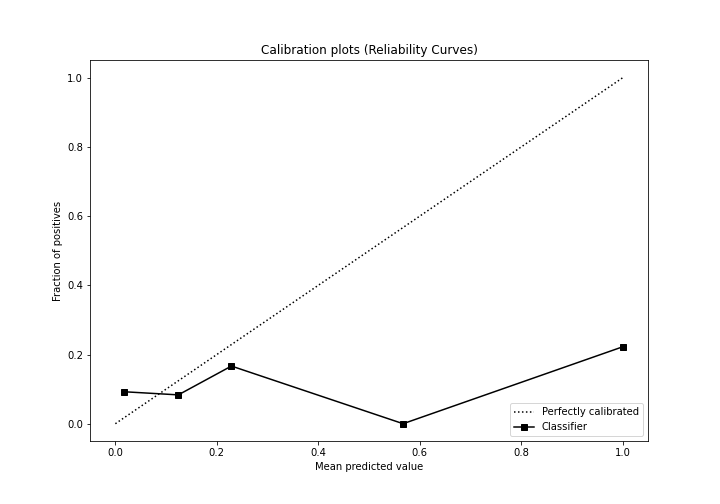 Calibration plots (Reliability Curves)
1.0
0.8
0.6
0.4
0.2
0.0
Fraction of positives
0.0 0.2 0.4 0.6 0.8 1.0
Mean predicted value
Perfectly calibrated
Classifier